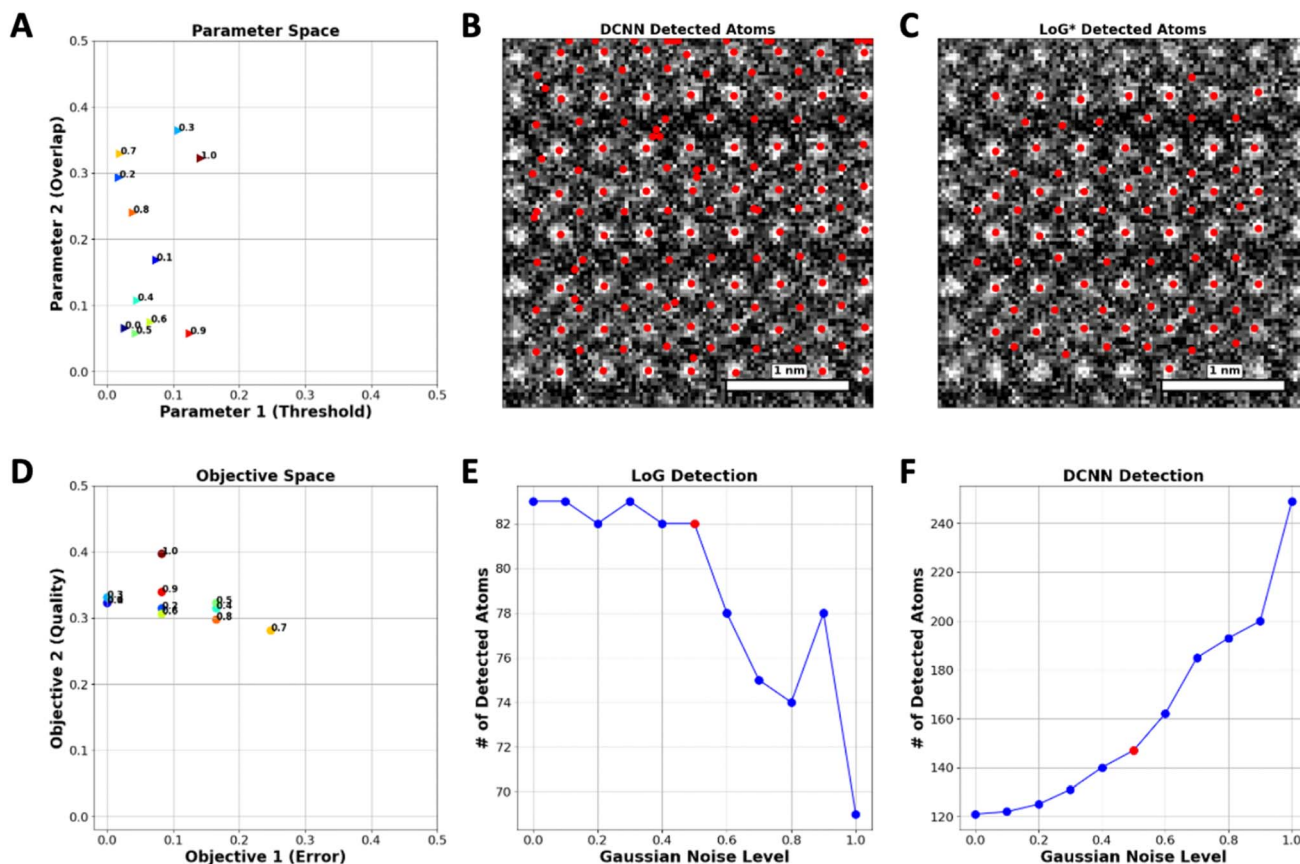 A
Parameter Space
0.5
0.4
0.3
0.2
0.1
0.0
0.3
0.7
1.0
0.2
0.8
0.1
0.4
0.6
0.0
0.5
0.9
0.0 0.1 0.2 0.3 0.4 0.5
Parameter 1 (Threshold)
Parameter 2 (Overlap)
B
DCNN Detected Atoms
1 nm
C
LoG* Detected Atoms
1 nm
D
Objective Space
0.5
0.4
0.3
0.2
0.1
0.0
1.0
0.9
0.3
0.2
0.6
0.5
0.4
0.8
0.7
0.0 0.1 0.2 0.3 0.4 0.5
Objective 1 (Error)
Objective 2 (Quality)
E
LoG Detection
82
80
78
76
74
72
70
0.0 0.2 0.4 0.6 0.8 1.0
Gaussian Noise Level
# of Detected Atoms
F
DCNN Detection
240
220
200
180
160
140
120
0.0 0.2 0.4 0.6 0.8 1.0
Gaussian Noise Level
# of Detected Atoms